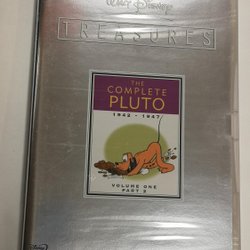 Walt Disney
TREASURES
THE
COMPLETE
PLUTO
1942 - 1947
VOLUME ONE
PART 2